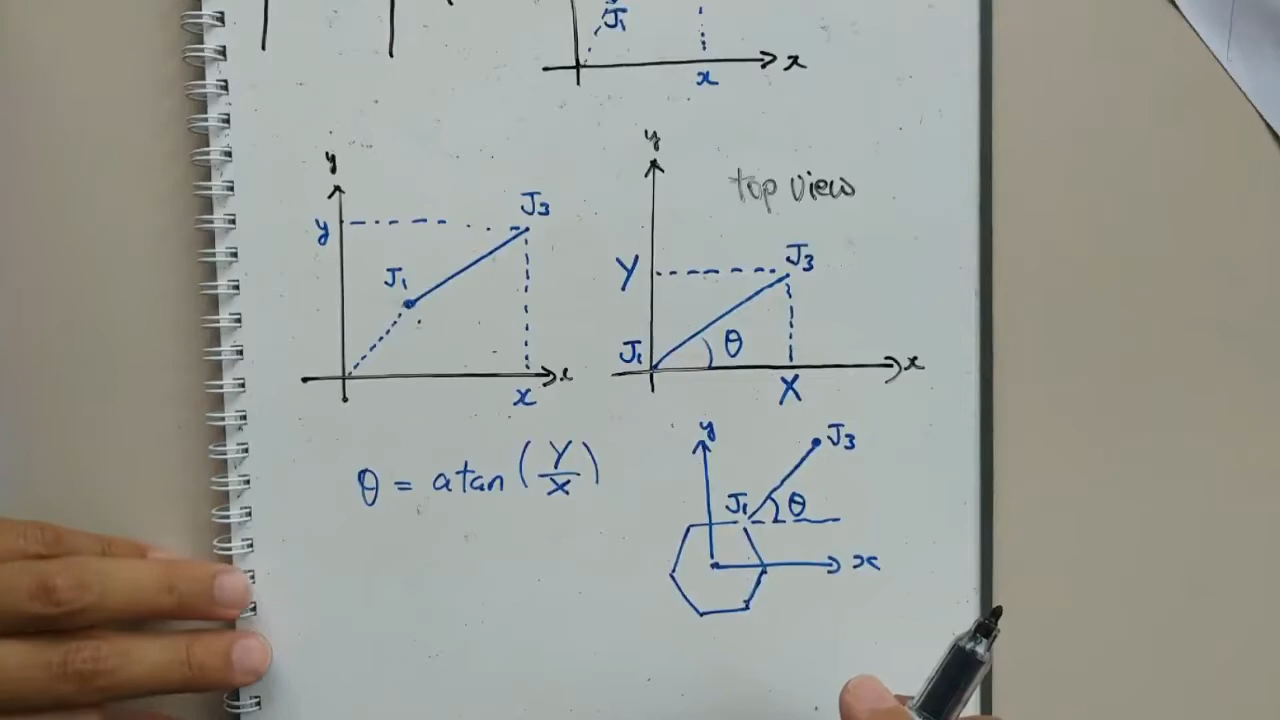 J₁
x
x
y
y
J₃
J₁
x
x
y
top view
Y
J₃
J₁
θ
x
X
θ = atan(Y/X)
y
J₃
J₁
θ
x